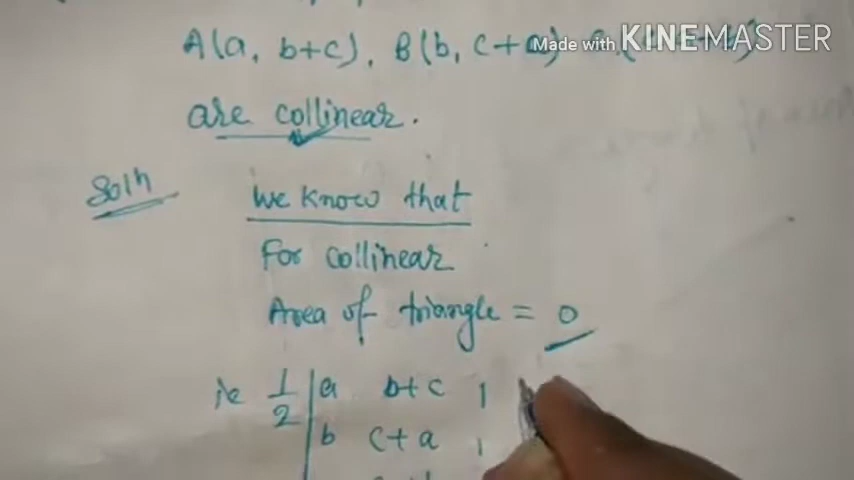 A(a, b+c), B(b, c+a)
Made with KINEMASTER
are collinear.
Soln
We know that
For collinear
Area of triangle = 0
ie 1/2 | a b+c 1
b c+a 1